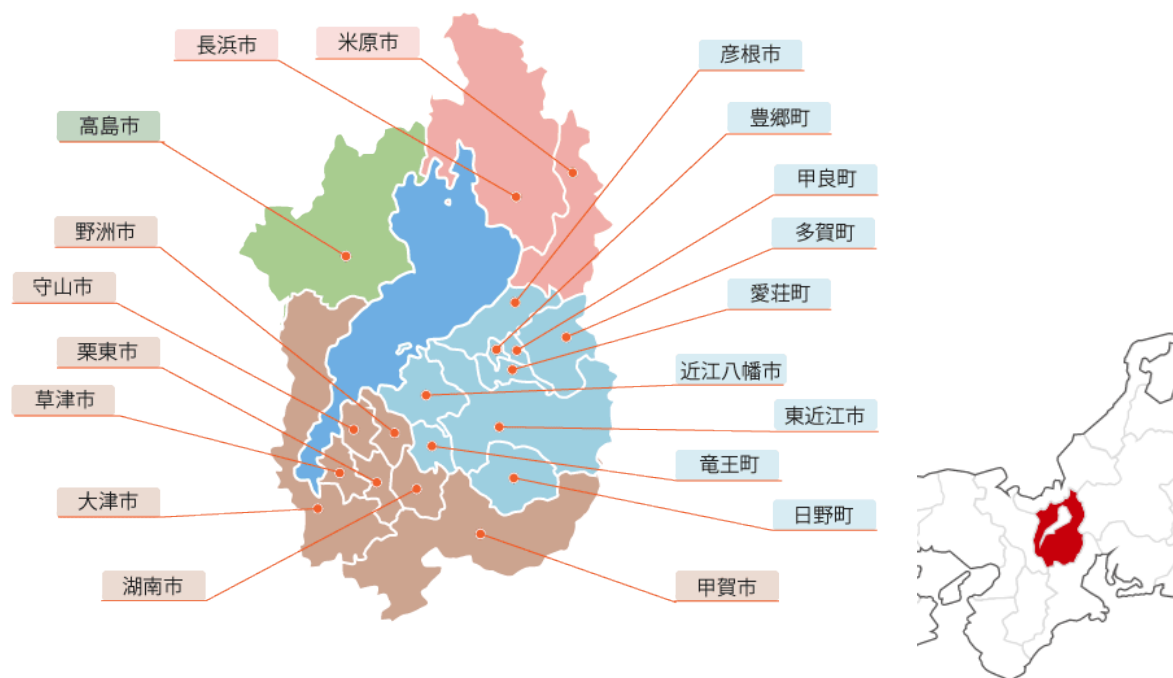 長浜市
米原市
彦根市
高島市
豊郷町
甲良町
野洲市
多賀町
守山市
愛荘町
栗東市
近江八幡市
草津市
東近江市
竜王町
大津市
日野町
湖南市
甲賀市